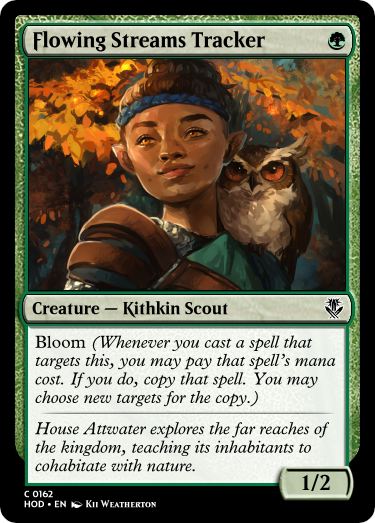 Flowing Streams Tracker
Creature — Kithkin Scout
Bloom (Whenever you cast a spell that
targets this, you may pay that spell's mana
cost. If you do, copy that spell. You may
choose new targets for the copy.)
House Attwater explores the far reaches of
the kingdom, teaching its inhabitants to
cohabitate with nature.
1/2
C 0162
HOD • EN Kii Weatherton